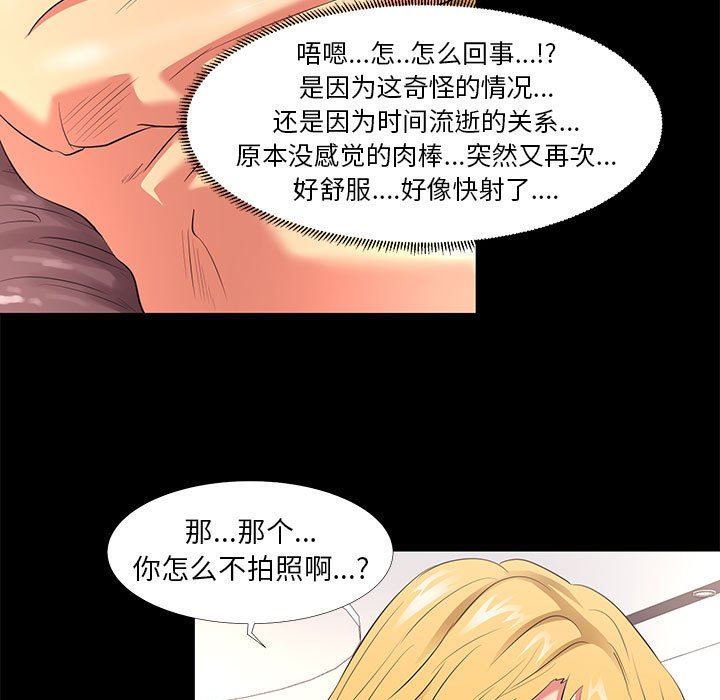 唔嗯...怎..怎么回事...!?
是因为这奇怪的情况...
还是因为时间流逝的关系...
原本没感觉的肉棒...突然又再次...
好舒服....好像快射了....
那...那个...
你怎么不拍照啊...?